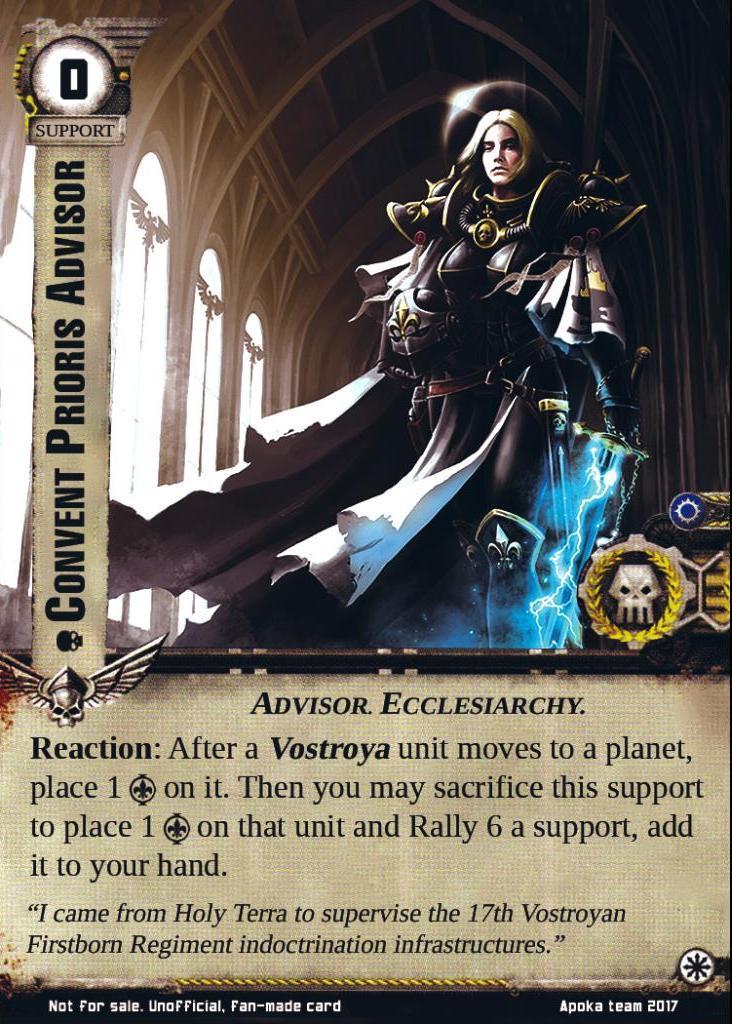 0
SUPPORT
CONVENT PRIORIS ADVISOR
ADVISOR. ECCLESIARCHY.
Reaction: After a Vostroya unit moves to a planet,
place 1 on it. Then you may sacrifice this support
to place 1 on that unit and Rally 6 a support, add
it to your hand.
“I came from Holy Terra to supervise the 17th Vostroyan
Firstborn Regiment indoctrination infrastructures.”
Not for sale. Unofficial, Fan-made card
Apoka team 2017